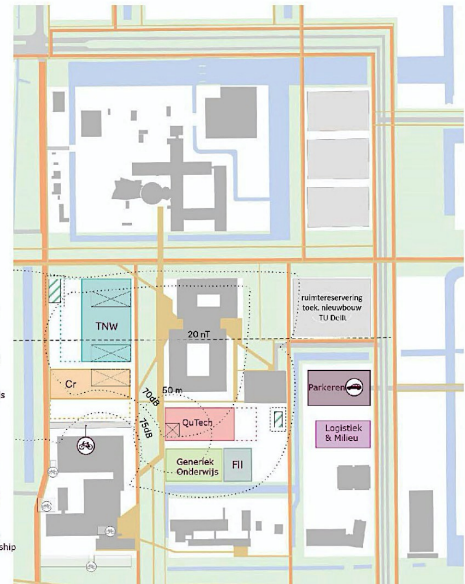 ruimtereservering
toek. nieuwbouw
TU Delft
TNW
20 nT
Cr
70dB
50 m
75dB
Parkeren
QuTech
Logistiek
& Milieu
Generiek
Onderwijs
FII
ship